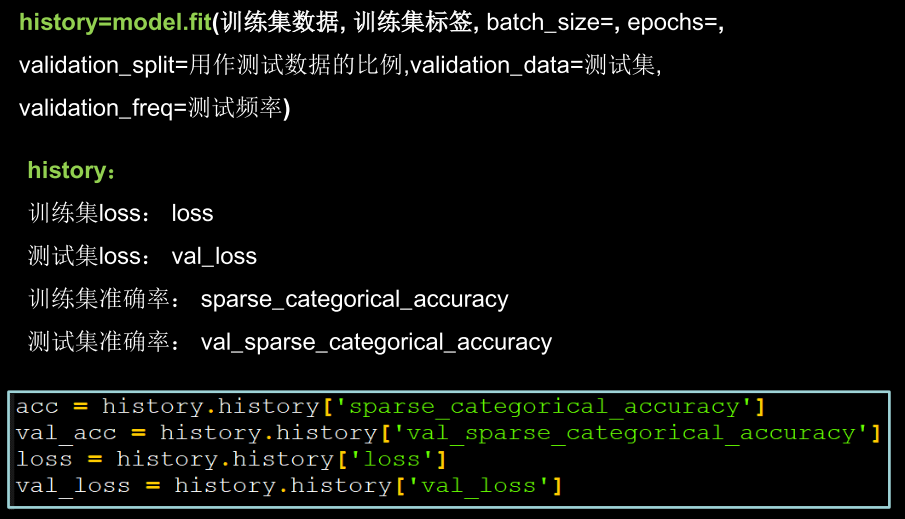 history=model.fit(训练集数据, 训练集标签, batch_size=, epochs=,
validation_split=用作测试数据的比例,validation_data=测试集,
validation_freq=测试频率)
history：
训练集loss： loss
测试集loss： val_loss
训练集准确率： sparse_categorical_accuracy
测试集准确率： val_sparse_categorical_accuracy
acc = history.history['sparse_categorical_accuracy']
val_acc = history.history['val_sparse_categorical_accuracy']
loss = history.history['loss']
val_loss = history.history['val_loss']